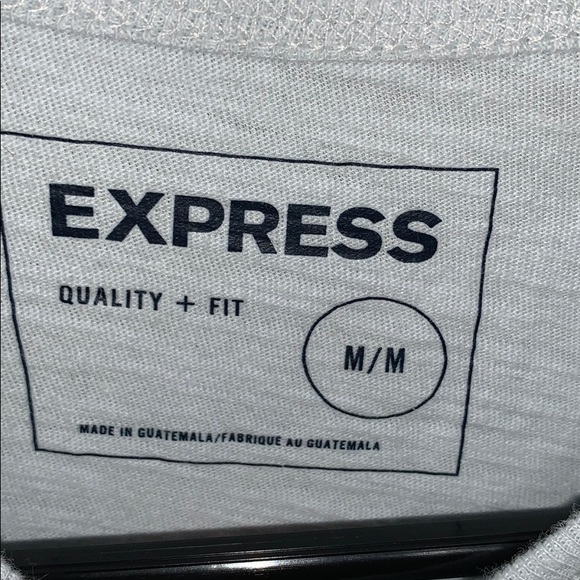 EXPRESS
QUALITY + FIT
M/M
MADE IN GUATEMALA/FABRIQUE AU GUATEMALA